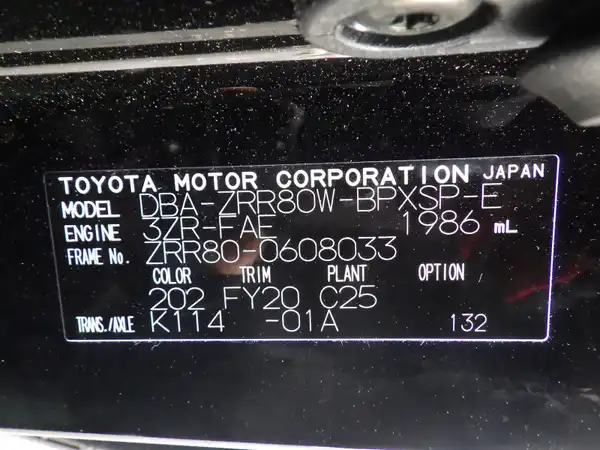 TOYOTA MOTOR CORPORATION JAPAN
MODEL DBA-ZRR80W-BPXSP-E
ENGINE 3ZR-FAE 1986 mL
FRAME No. ZRR80-0608033
COLOR TRIM PLANT OPTION
202 FY20 C25
TRANS./AXLE K114 -01A 132